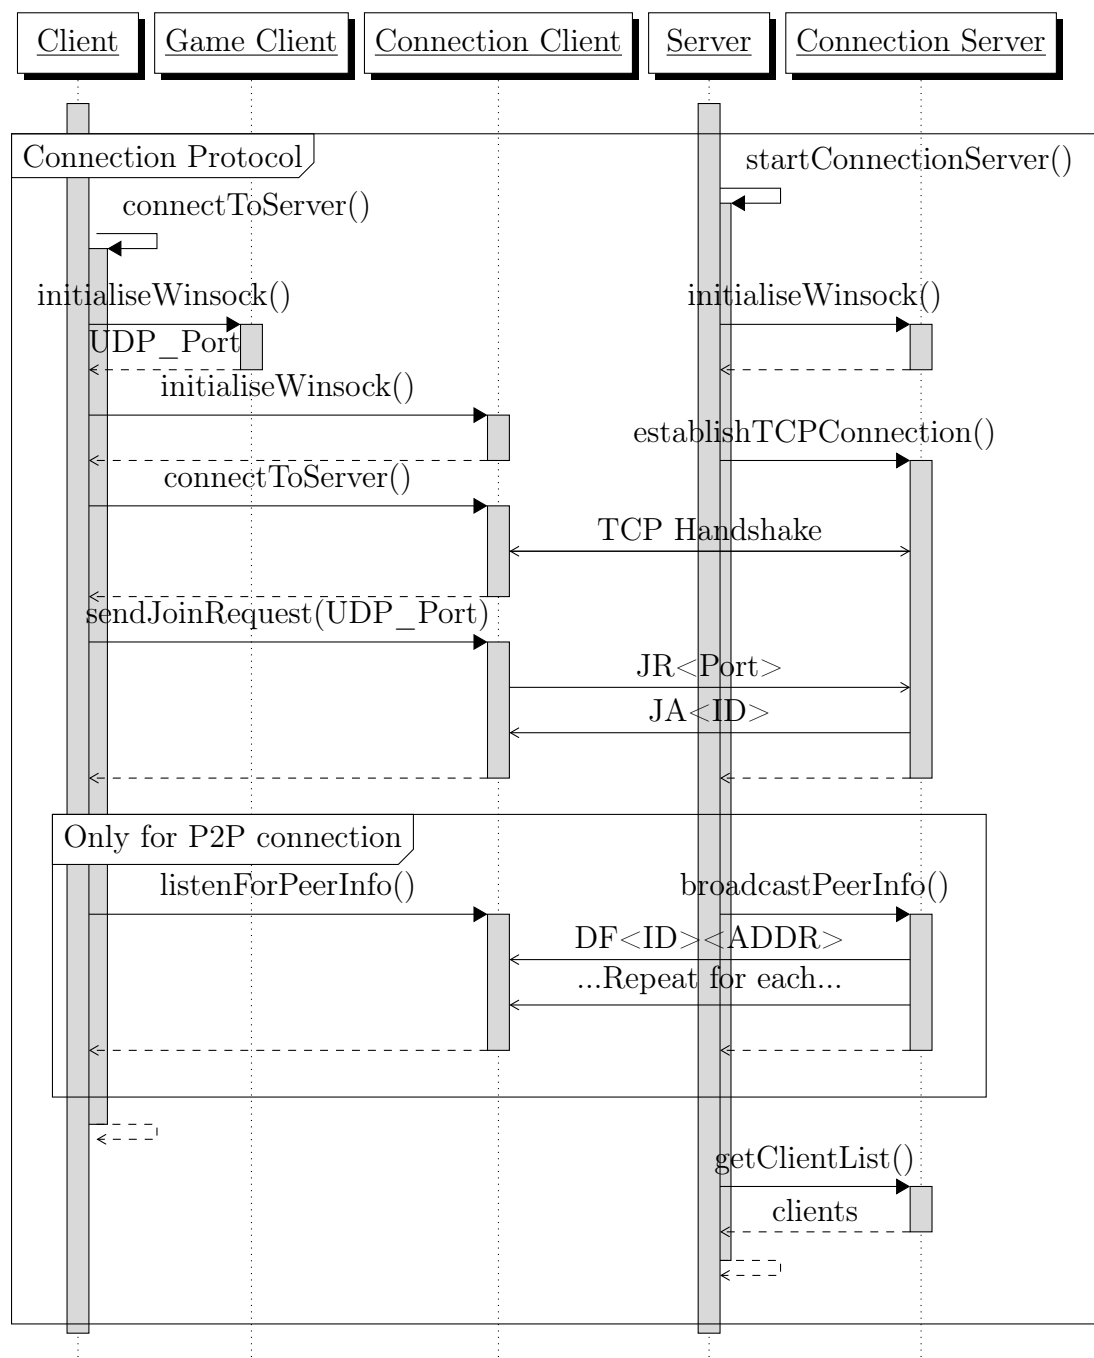 Client
Game Client
Connection Client
Server
Connection Server
Connection Protocol
startConnectionServer()
connectToServer()
initialiseWinsock()
initialiseWinsock()
UDP_Port
initialiseWinsock()
establishTCPConnection()
connectToServer()
TCP Handshake
sendJoinRequest(UDP_Port)
JR<Port>
JA<ID>
Only for P2P connection
listenForPeerInfo()
broadcastPeerInfo()
DF<ID><ADDR>
...Repeat for each...
getClientList()
clients